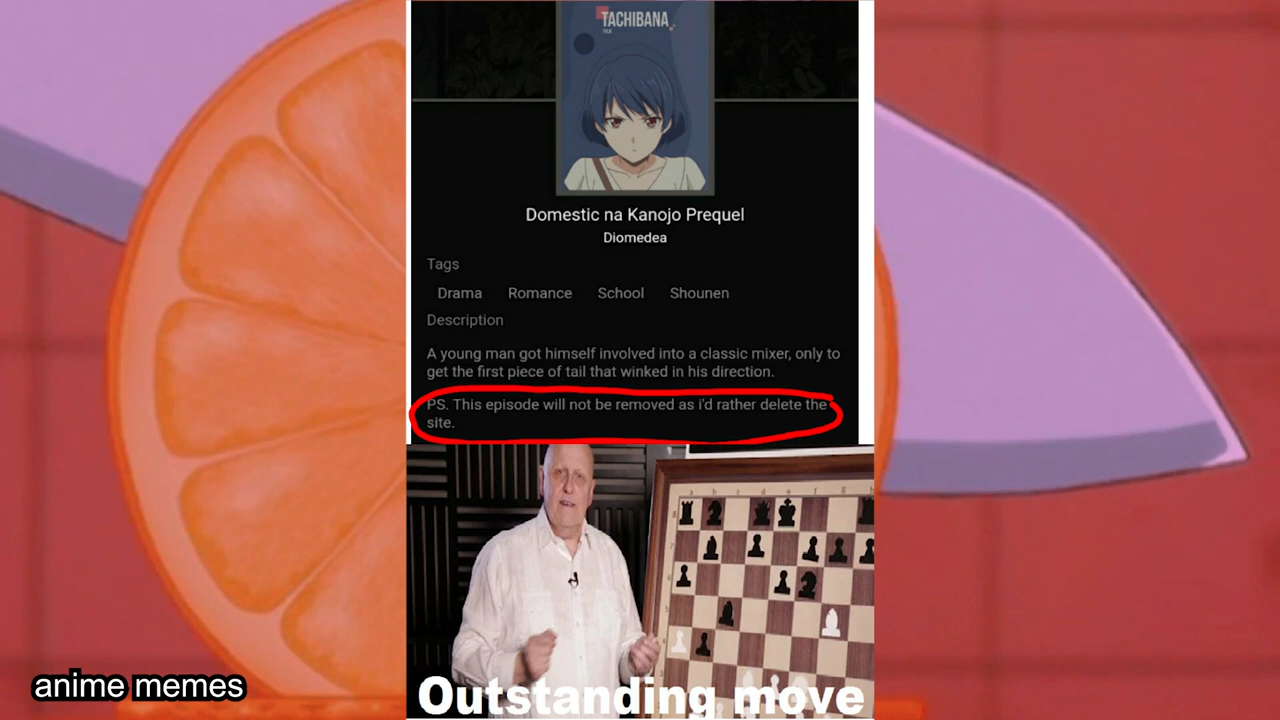 TACHIBANA
Domestic na Kanojo Prequel
Diomedea
Tags
Drama Romance School Shounen
Description
A young man got himself involved into a classic mixer, only to
get the first piece of tail that winked in his direction.
PS. This episode will not be removed as i'd rather delete the
site.
Outstanding move
anime memes